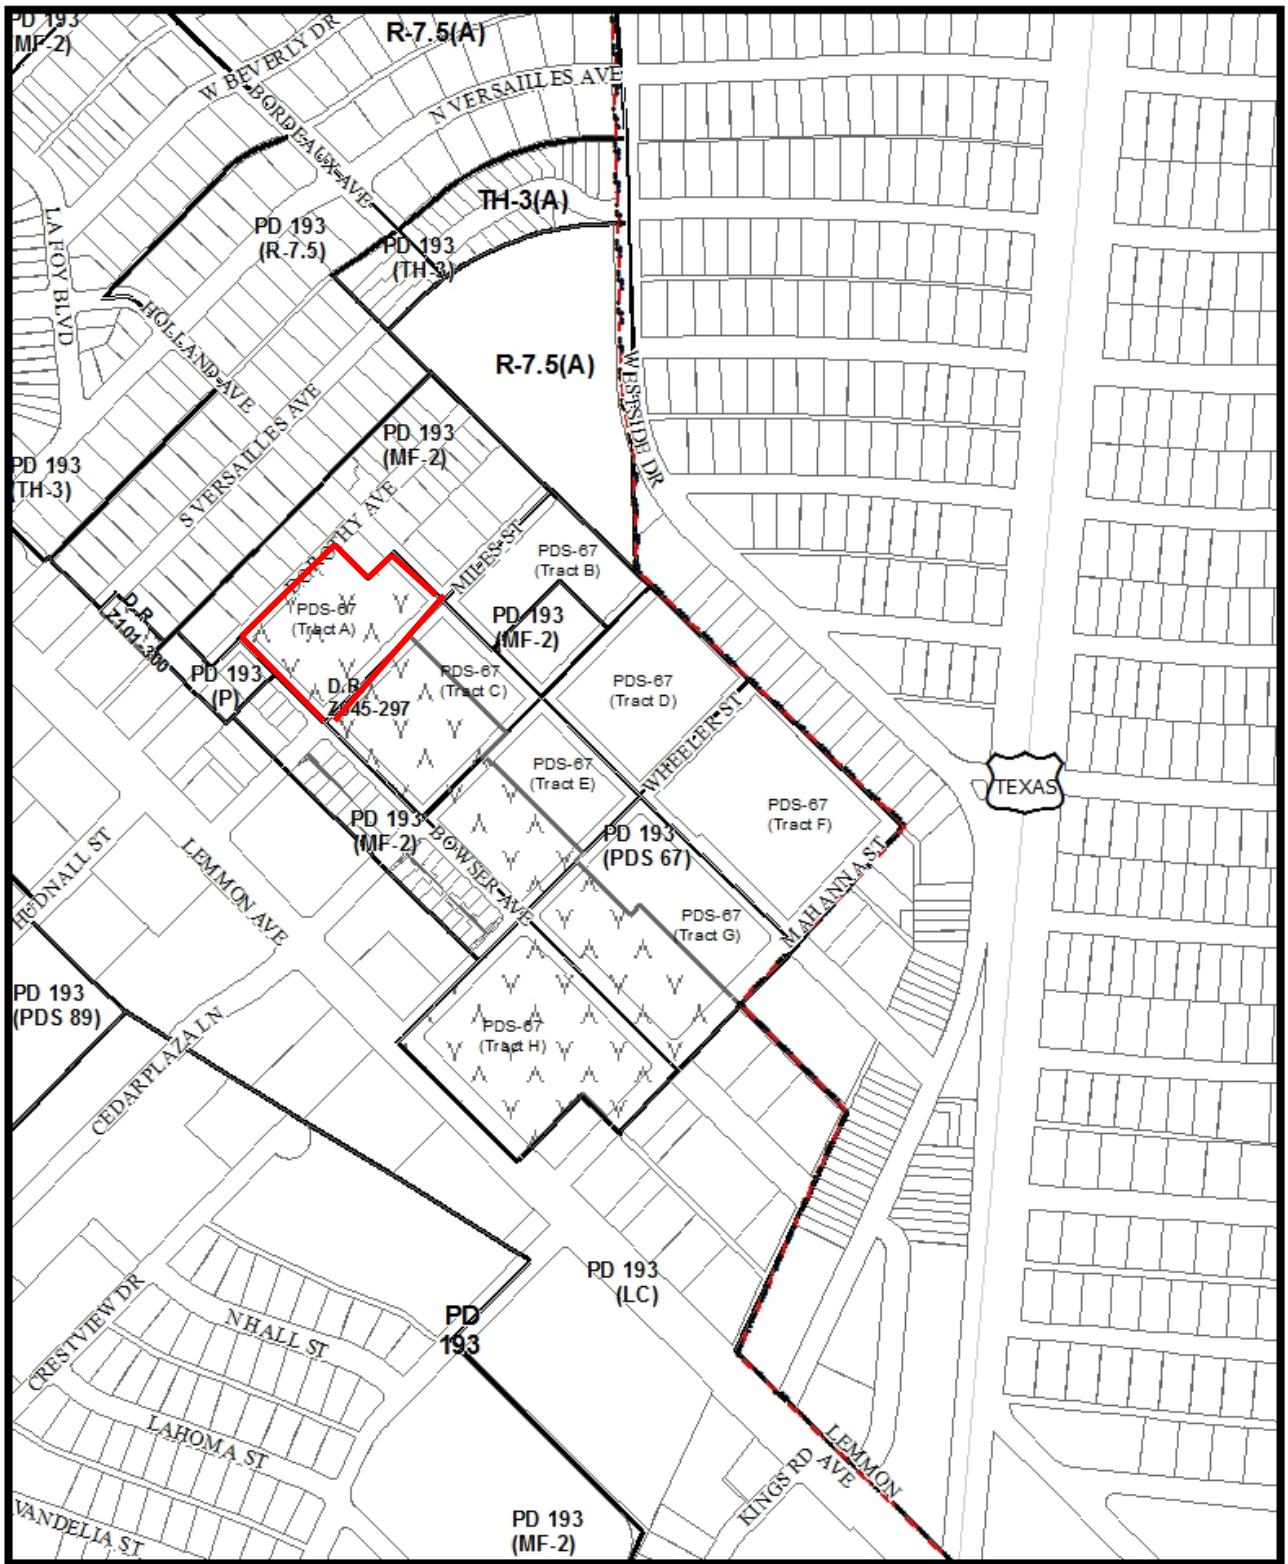 PD 193
(MF-2)
R-7.5(A)
W BEVERLY DR
BORDEAUX AVE
N VERSAILLES AVE
TH-3(A)
LA FOY BLVD
PD 193
(R-7.5)
PD 193
(TH-3)
HOLLAND AVE
R-7.5(A)
WESTSIDE DR
S VERSAILLES AVE
PD 193
(MF-2)
PD 193
(TH-3)
DOROTHY AVE
MILES ST
PDS-67
(Tract B)
D.R.
Z101-300
PDS-67
(Tract A)
PD 193
(MF-2)
PD 193
(P)
D.R.
Z945-297
PDS-67
(Tract C)
PDS-67
(Tract D)
WHEELER ST
PDS-67
(Tract E)
TEXAS
PDS-67
(Tract F)
PD 193
(MF-2)
BOWSER AVE
PD 193
(PDS 67)
HUDNALL ST
LEMMON AVE
MAHANNA ST
PDS-67
(Tract G)
PD 193
(PDS 89)
CEDARPLAZA LN
PDS-67
(Tract H)
PD 193
(LC)
CRESTVIEW DR
N HALL ST
PD
193
LAHOMA ST
KINGS RD
LEMMON
AVE
VANDELIA ST
PD 193
(MF-2)